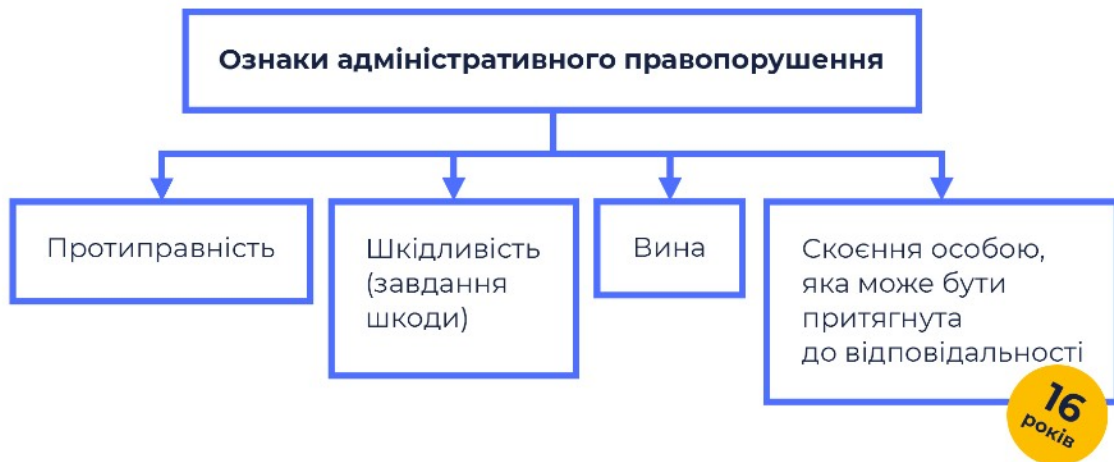 Ознаки адміністративного правопорушення
Протиправність
Шкідливість
(завдання
шкоди)
Вина
Скоєння особою,
яка може бути
притягнута
до відповідальності
16
років